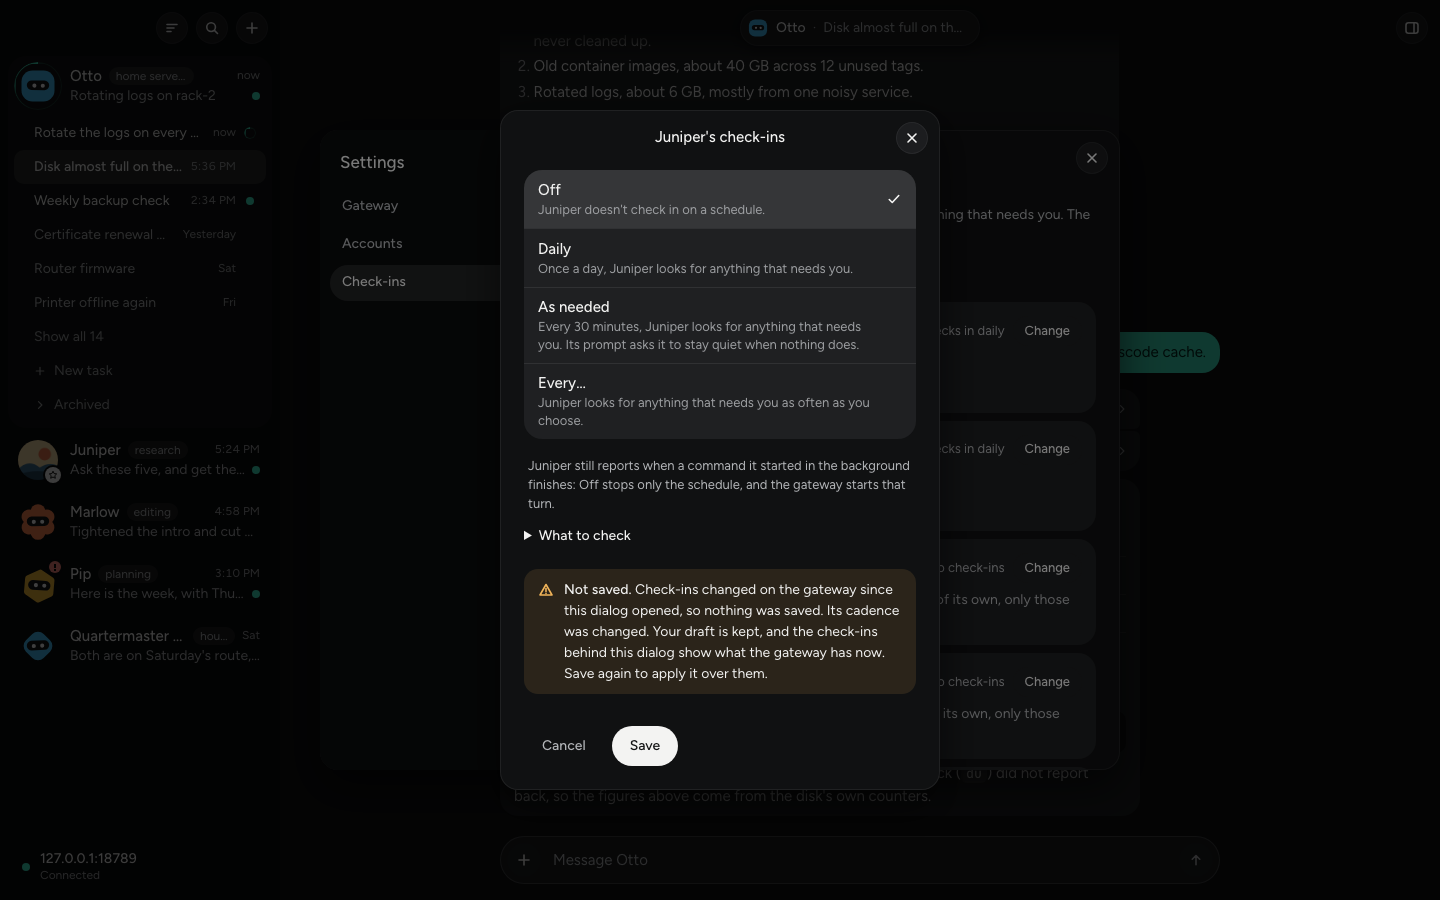 Otto home serve... now
Rotating logs on rack-2
Rotate the logs on every ... now
Disk almost full on the... 5:36 PM
Weekly backup check 2:34 PM
Certificate renewal ... Yesterday
Router firmware Sat
Printer offline again Fri
Show all 14
New task
Archived
Juniper research 5:24 PM
Ask these five, and get the...
Marlow editing 4:58 PM
Tightened the intro and cut ...
Pip planning 3:10 PM
Here is the week, with Thu...
Quartermaster ... hou... Sat
Both are on Saturday's route,...
127.0.0.1:18789
Connected
Otto · Disk almost full on th...
never cleaned up.
2. Old container images, about 40 GB across 12 unused tags.
3. Rotated logs, about 6 GB, mostly from one noisy service.
Settings
Gateway
Accounts
Check-ins
Juniper's check-ins
Off
Juniper doesn't check in on a schedule.
Daily
Once a day, Juniper looks for anything that needs you.
As needed
Every 30 minutes, Juniper looks for anything that needs
you. Its prompt asks it to stay quiet when nothing does.
Every...
Juniper looks for anything that needs you as often as you
choose.
Juniper still reports when a command it started in the background
finishes: Off stops only the schedule, and the gateway starts that
turn.
What to check
Not saved. Check-ins changed on the gateway since
this dialog opened, so nothing was saved. Its cadence
was changed. Your draft is kept, and the check-ins
behind this dialog show what the gateway has now.
Save again to apply it over them.
Cancel Save
that needs you. The
in daily Change
cache.
in daily Change
check-ins Change
of its own, only those
check-ins Change
its own, only those
(du) did not report
back, so the figures above come from the disk's own counters.
Message Otto